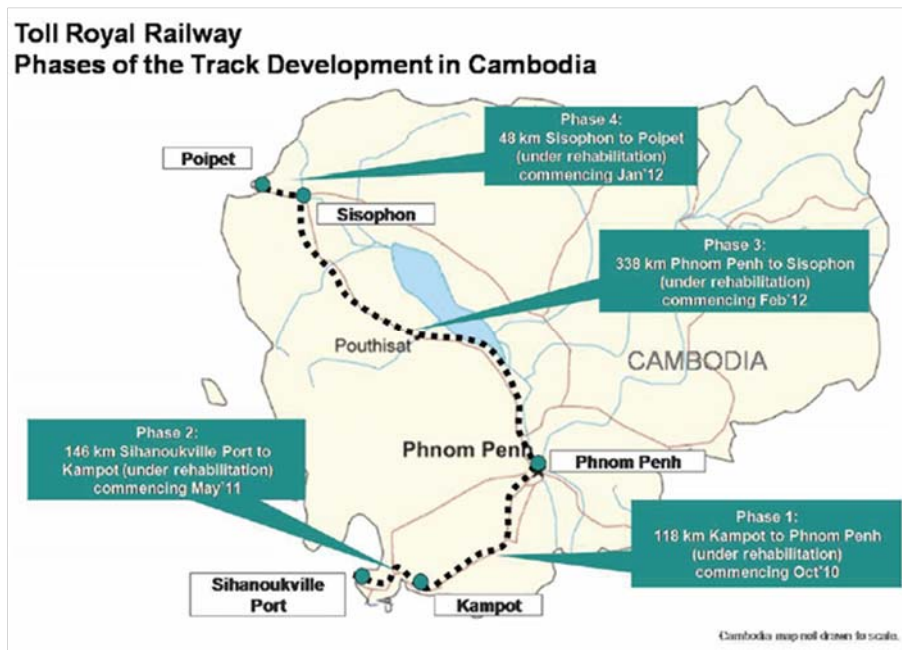 Toll Royal Railway
Phases of the Track Development in Cambodia
Phase 4:
48 km Sisophon to Poipet
(under rehabilitation)
commencing Jan'12
Poipet
Sisophon
Phase 3:
338 km Phnom Penh to Sisophon
(under rehabilitation)
commencing Feb'12
Pouthisat
CAMBODIA
Phase 2:
146 km Sihanoukville Port to
Kampot (under rehabilitation)
commencing May'11
Phnom Penh
Phnom Penh
Phase 1:
118 km Kampot to Phnom Penh
(under rehabilitation)
commencing Oct'10
Sihanoukville
Port
Kampot
Cambodia map not drawn to scale.